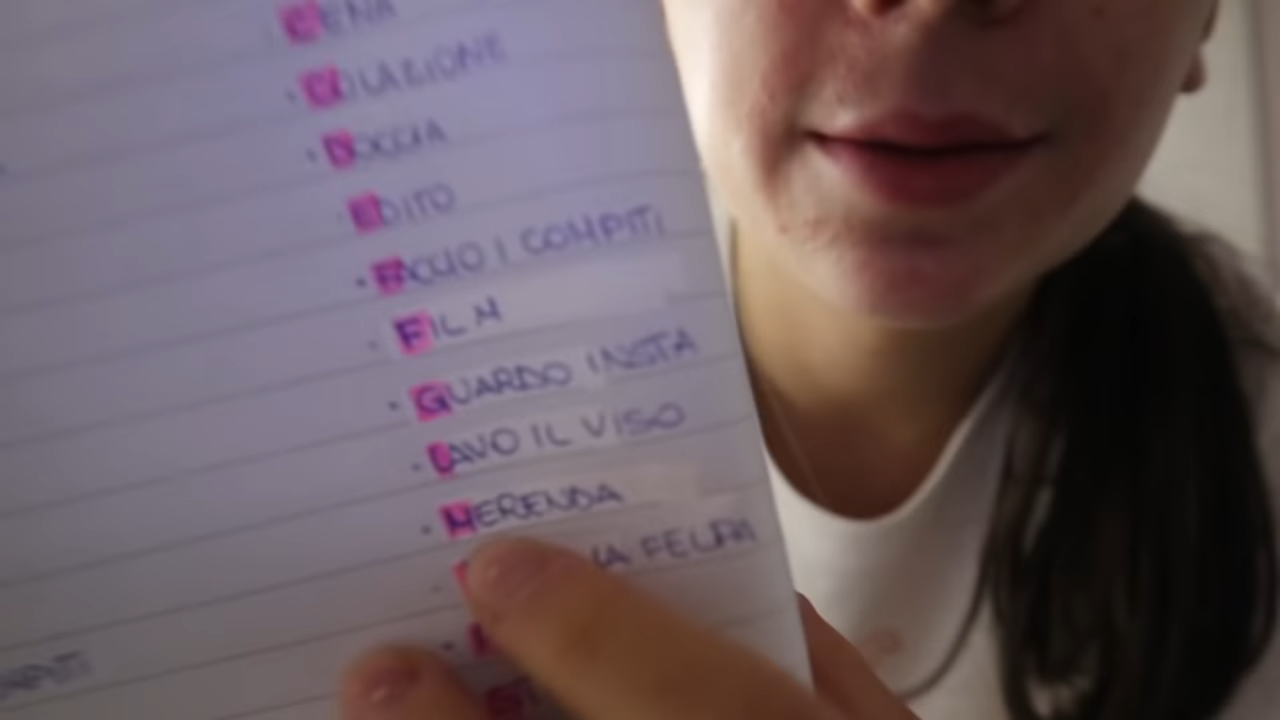 CENA
COLAZIONE
DOCCIA
EDITO
FACCIO I COMPITI
FILM
GUARDO INSTA
LAVO IL VISO
MERENDA